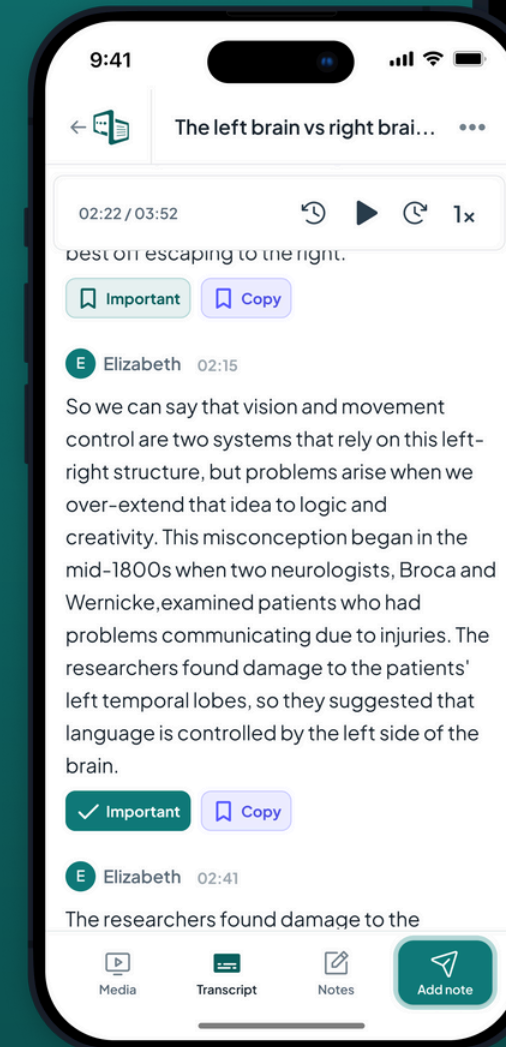 9:41
The left brain vs right brai...
02:22 / 03:52
1x
best off escaping to the right.
Important
Copy
E Elizabeth 02:15
So we can say that vision and movement
control are two systems that rely on this left-
right structure, but problems arise when we
over-extend that idea to logic and
creativity. This misconception began in the
mid-1800s when two neurologists, Broca and
Wernicke,examined patients who had
problems communicating due to injuries. The
researchers found damage to the patients'
left temporal lobes, so they suggested that
language is controlled by the left side of the
brain.
Important
Copy
E Elizabeth 02:41
The researchers found damage to the
Media
Transcript
Notes
Add note